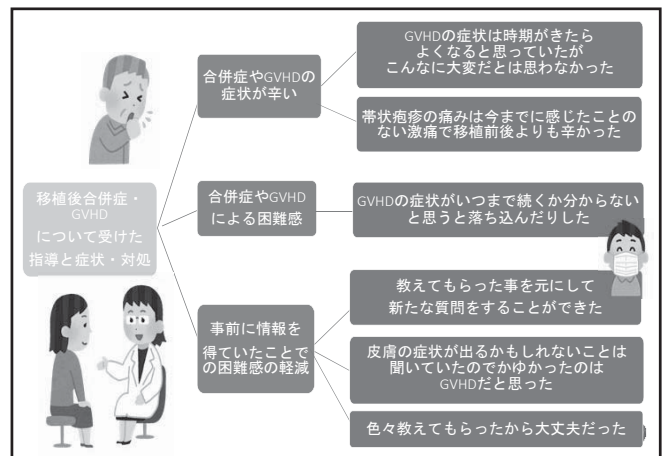 移植後合併症・
GVHD
について受けた
指導と症状・対処
合併症やGVHDの
症状が辛い
GVHDの症状は時期がきたら
よくなると思っていたが
こんなに大変だとは思わなかった
帯状疱疹の痛みは今までに感じたことの
ない激痛で移植前後よりも辛かった
合併症やGVHD
による困難感
GVHDの症状がいつまで続くか分からない
と思うと落ち込んだりした
事前に情報を
得ていたことで
の困難感の軽減
教えてもらった事を元にして
新たな質問をすることができた
皮膚の症状が出るかもしれないことは
聞いていたのでかゆかったのは
GVHDだと思った
色々教えてもらったから大丈夫だった